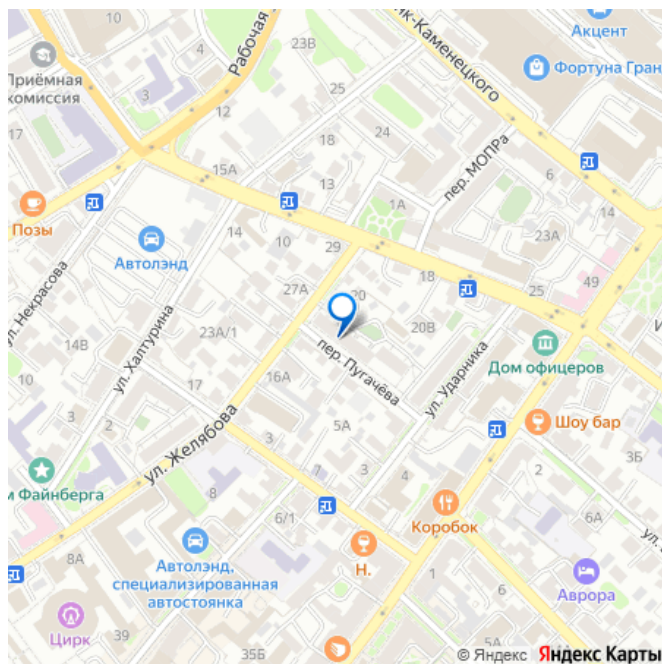 10
Акцент
ик-Каменецкого
Рабочая
23В
Приёмная
комиссия
4
Фортуна Гран
3
25
17
12
24
18
пер. МОПРа
15А
13
6
14
1А
Позы
14
23А
Автолэнд
10
29
ул. Некрасова
18
49
27А
20
25
ул. Халтурина
14В
23А/1
20В
И
пер. Пугачёва
Дом офицеров
17
16А
ул. Ударника
3
2
ул. Желябова
5А
Шоу бар
3
2
3Б
м Файнберга
7
3
4
8
Коробок
6/1
6А
ул.
8А
Автолэнд,
специализированная
автостоянка
Н.
1
6
Аврора
Цирк
39
35Б
5А
© Яндекс Яндекс Карты